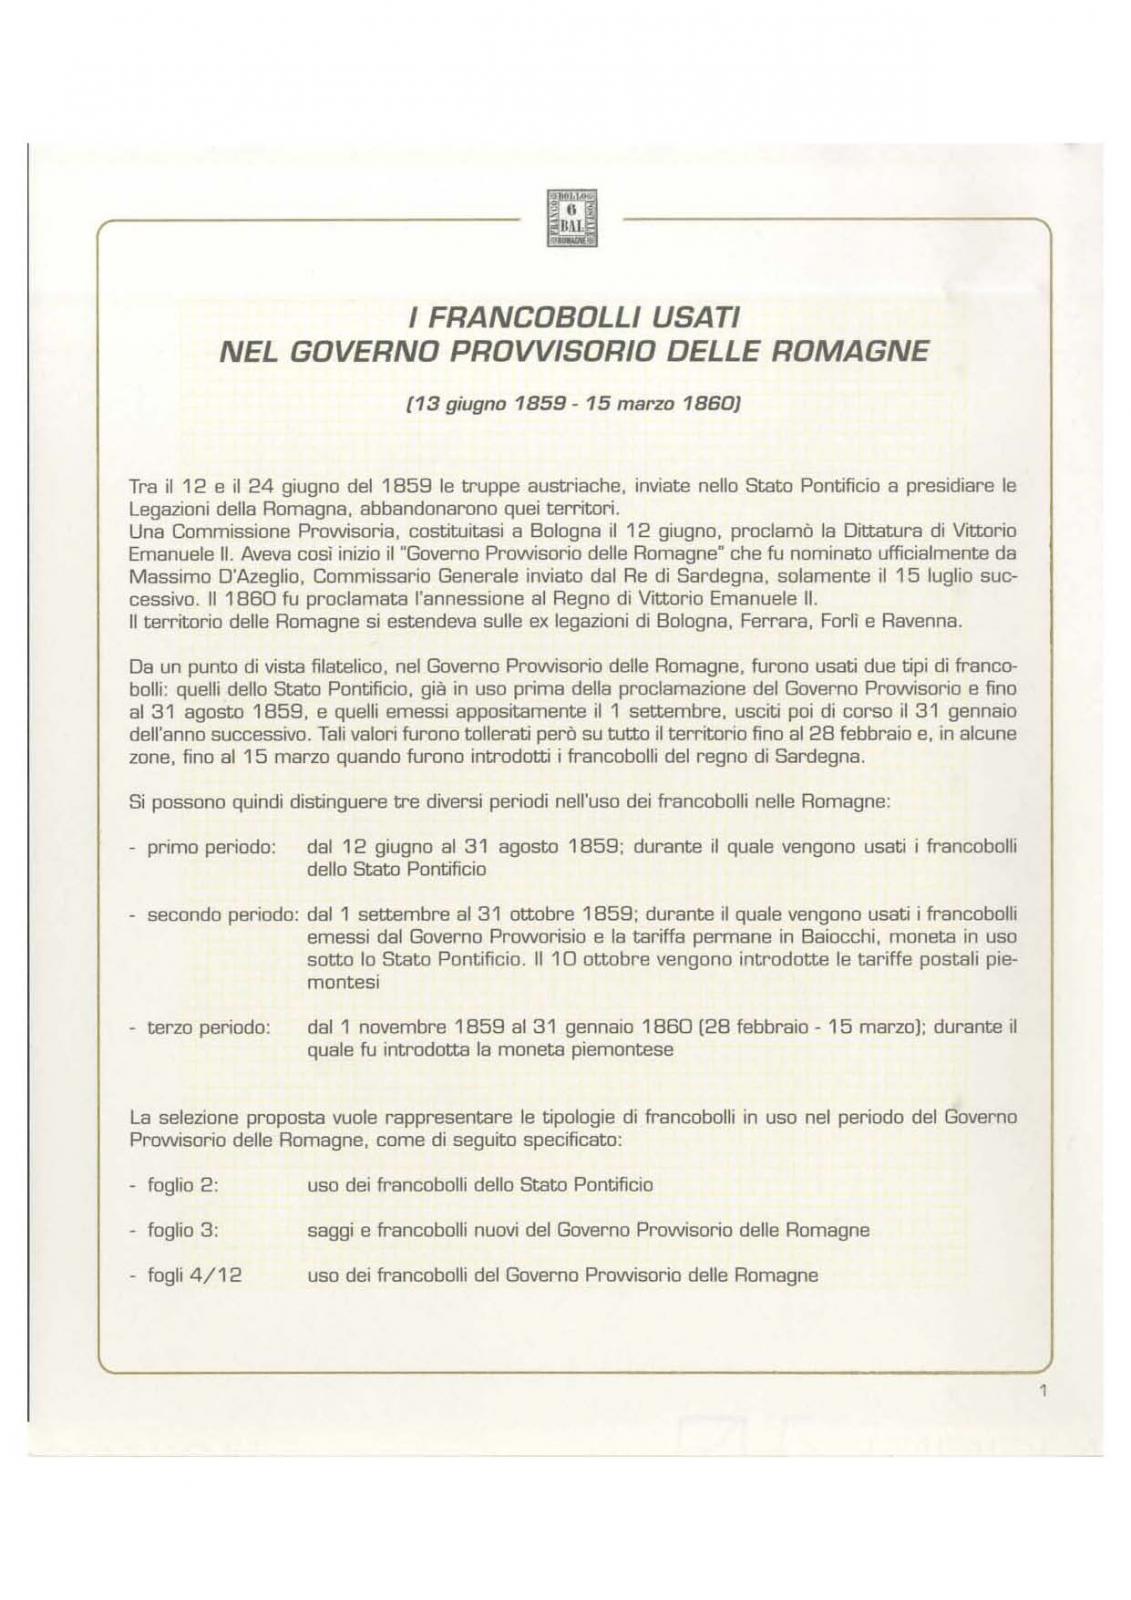 BOLLO
FRANCO
6
BAI.
POSTALE
ROMAGNE
I FRANCOBOLLI USATI
NEL GOVERNO PROVVISORIO DELLE ROMAGNE
(13 giugno 1859 - 15 marzo 1860)
Tra il 12 e il 24 giugno del 1859 le truppe austriache, inviate nello Stato Pontificio a presidiare le
Legazioni della Romagna, abbandonarono quei territori.
Una Commissione Provvisoria, costituitasi a Bologna il 12 giugno, proclamò la Dittatura di Vittorio
Emanuele II. Aveva così inizio il "Governo Provvisorio delle Romagne" che fu nominato ufficialmente da
Massimo D'Azeglio, Commissario Generale inviato dal Re di Sardegna, solamente il 15 luglio suc-
cessivo. Il 1860 fu proclamata l'annessione al Regno di Vittorio Emanuele II.
Il territorio delle Romagne si estendeva sulle ex legazioni di Bologna, Ferrara, Forlì e Ravenna.
Da un punto di vista filatelico, nel Governo Provvisorio delle Romagne, furono usati due tipi di franco-
bolli: quelli dello Stato Pontificio, già in uso prima della proclamazione del Governo Provvisorio e fino
al 31 agosto 1859, e quelli emessi appositamente il 1 settembre, usciti poi di corso il 31 gennaio
dell'anno successivo. Tali valori furono tollerati però su tutto il territorio fino al 28 febbraio e, in alcune
zone, fino al 15 marzo quando furono introdotti i francobolli del regno di Sardegna.
Si possono quindi distinguere tre diversi periodi nell'uso dei francobolli nelle Romagne:
- primo periodo: dal 12 giugno al 31 agosto 1859; durante il quale vengono usati i francobolli
dello Stato Pontificio
- secondo periodo: dal 1 settembre al 31 ottobre 1859; durante il quale vengono usati i francobolli
emessi dal Governo Provvorisio e la tariffa permane in Baiocchi, moneta in uso
sotto lo Stato Pontificio. Il 10 ottobre vengono introdotte le tariffe postali pie-
montesi
- terzo periodo: dal 1 novembre 1859 al 31 gennaio 1860 (28 febbraio - 15 marzo); durante il
quale fu introdotta la moneta piemontese
La selezione proposta vuole rappresentare le tipologie di francobolli in uso nel periodo del Governo
Provvisorio delle Romagne, come di seguito specificato:
- foglio 2: uso dei francobolli dello Stato Pontificio
- foglio 3: saggi e francobolli nuovi del Governo Provvisorio delle Romagne
- fogli 4/12 uso dei francobolli del Governo Provvisorio delle Romagne
1